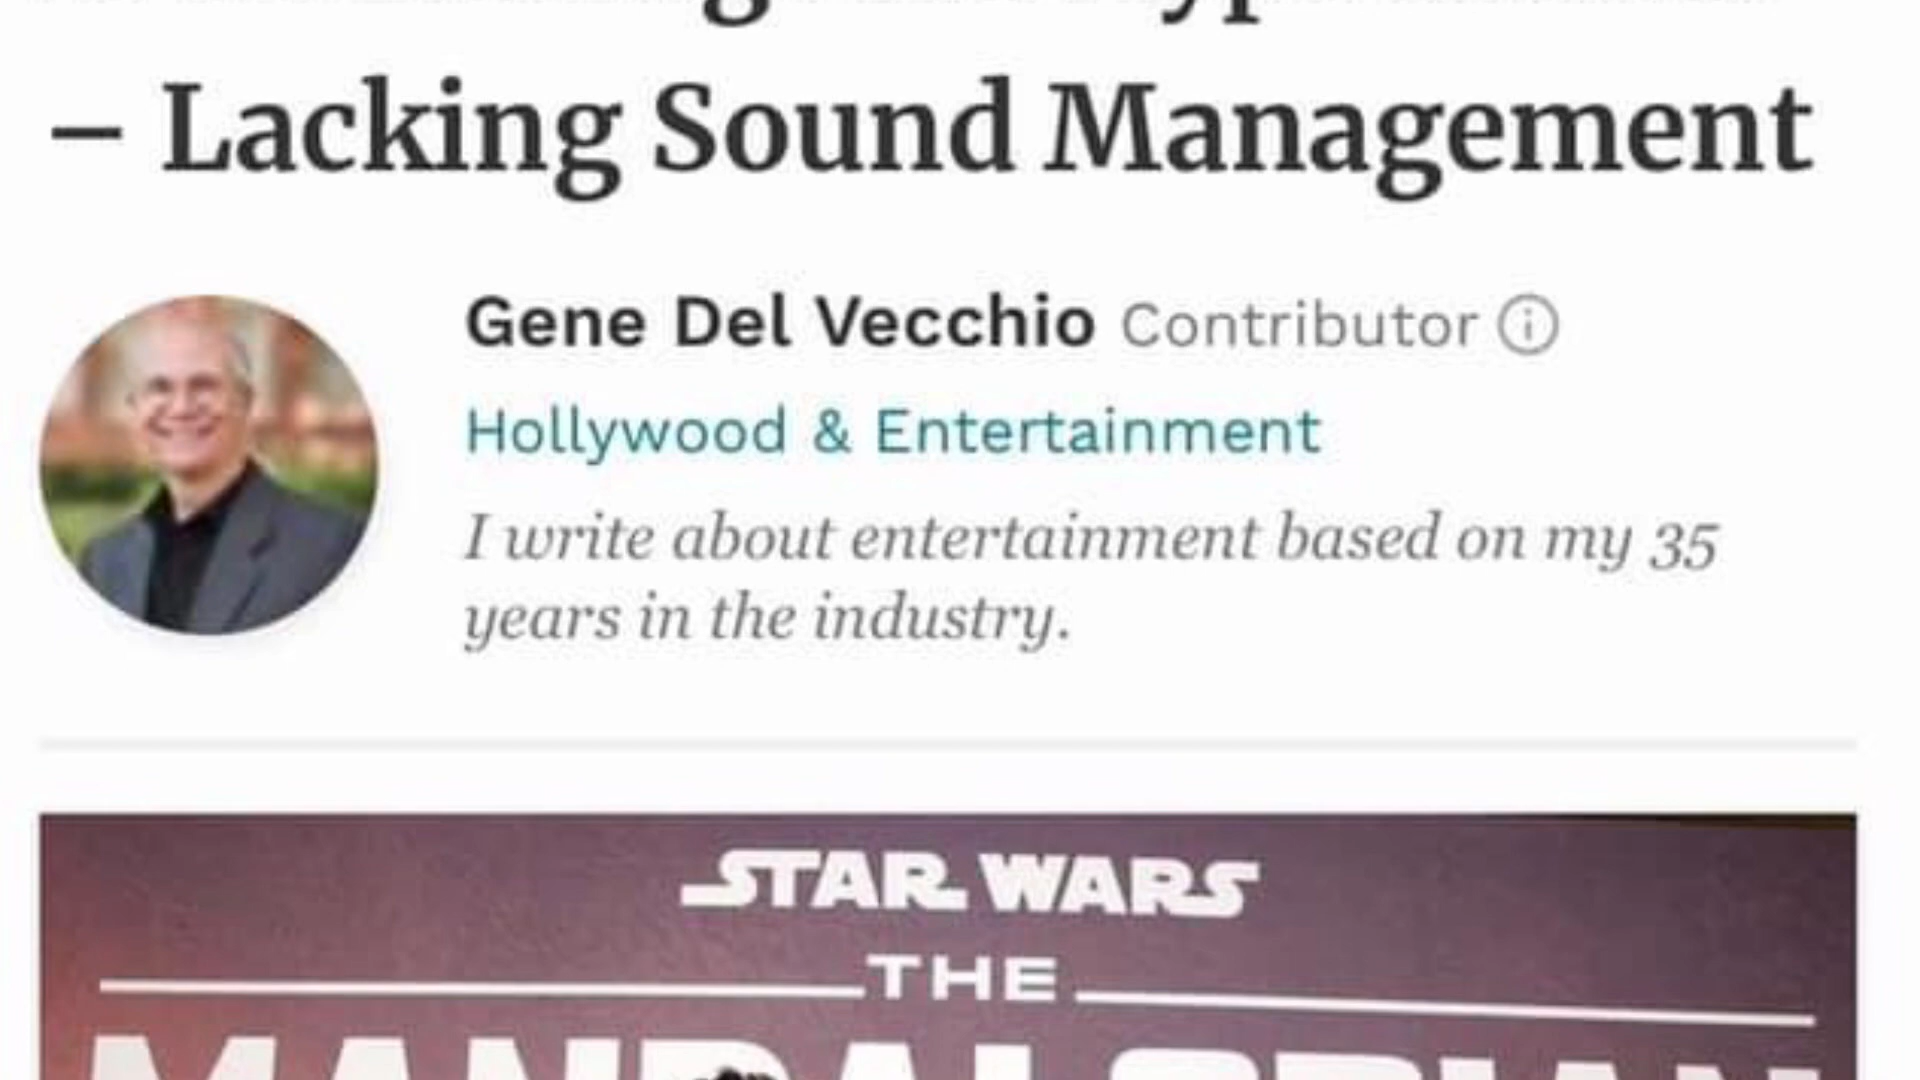 – Lacking Sound Management
Gene Del Vecchio Contributor
Hollywood & Entertainment
I write about entertainment based on my 35
years in the industry.
STAR WARS
THE
MANDALORIAN